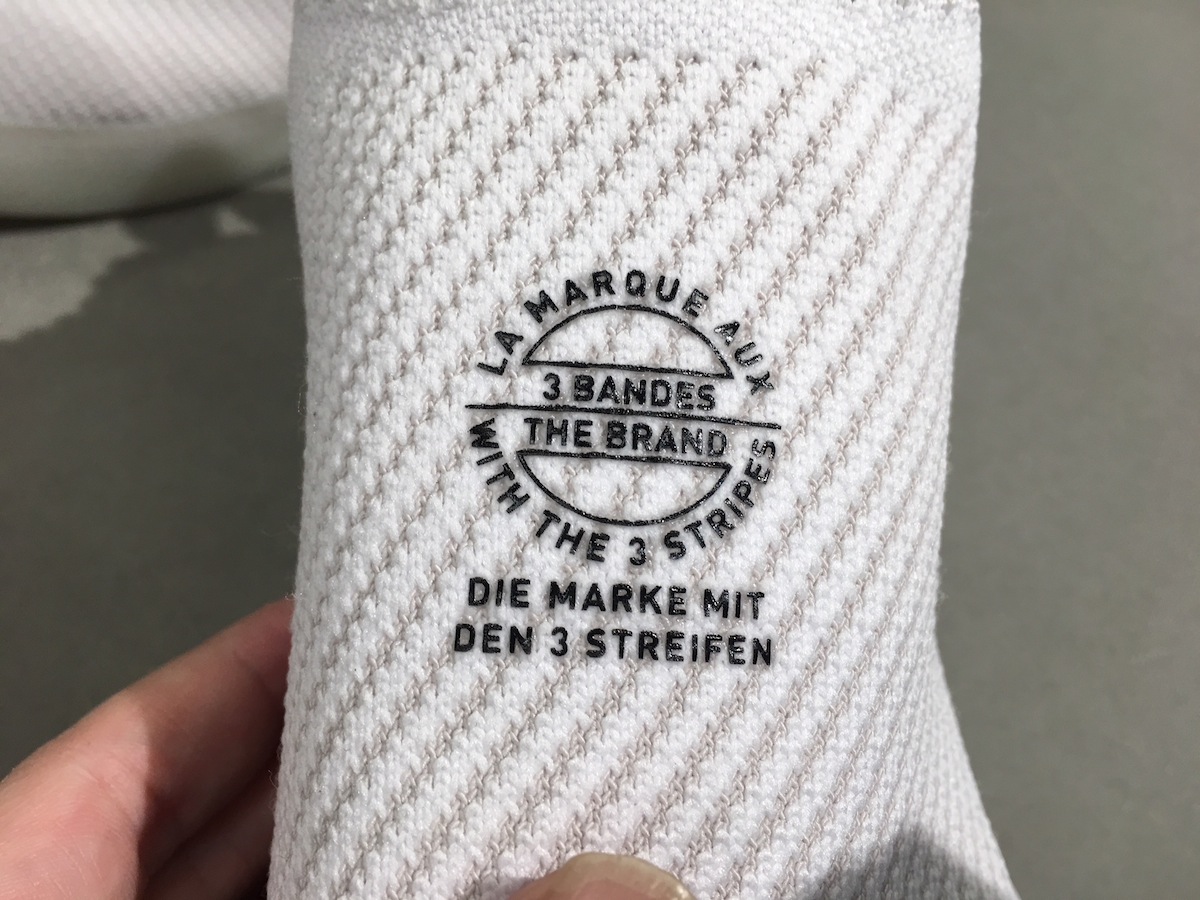 LA MARQUE AUX
3 BANDES
THE BRAND
WITH THE 3 STRIPES
DIE MARKE MIT
DEN 3 STREIFEN